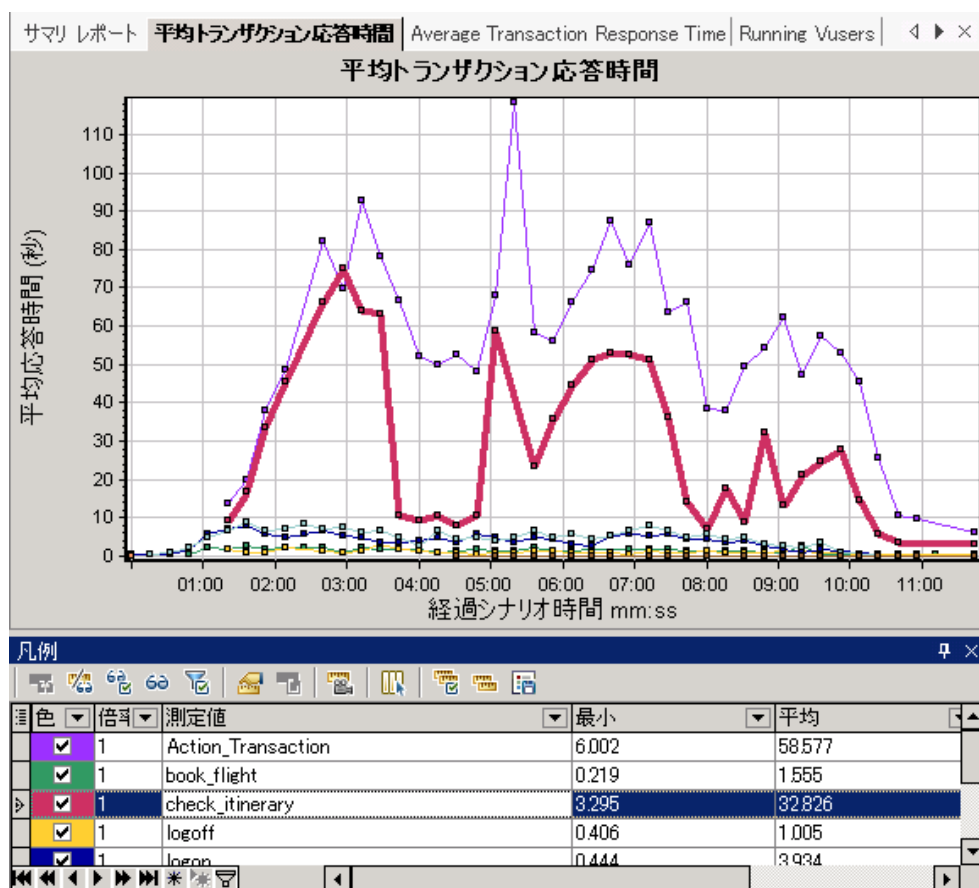 サマリ レポート 平均トランザクション応答時間 Average Transaction Response Time Running Vusers
平均トランザクション応答時間
平均応答時間 (秒)
110
100
90
80
70
60
50
40
30
20
10
0
01:00 02:00 03:00 04:00 05:00 06:00 07:00 08:00 09:00 10:00 11:00
経過シナリオ時間 mm:ss
凡例
色 倍率 測定値 最小 平均
1 Action_Transaction 6.002 58.577
1 book_flight 0.219 1.555
1 check_itinerary 3.295 32.826
1 logoff 0.406 1.005
1 logon 0.444 3.934